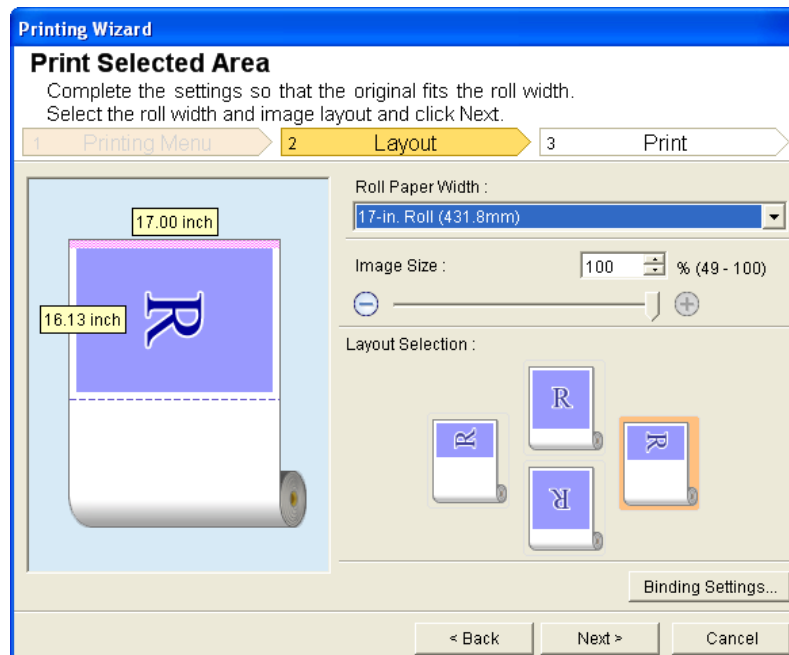 Printing Wizard
Print Selected Area
Complete the settings so that the original fits the roll width.
Select the roll width and image layout and click Next.
1 Printing Menu 2 Layout 3 Print
Roll Paper Width :
17-in. Roll (431.8mm)
17.00 inch
Image Size : 100 % (49 - 100)
16.13 inch
R
Layout Selection :
R
R
R
R
Binding Settings...
< Back Next > Cancel